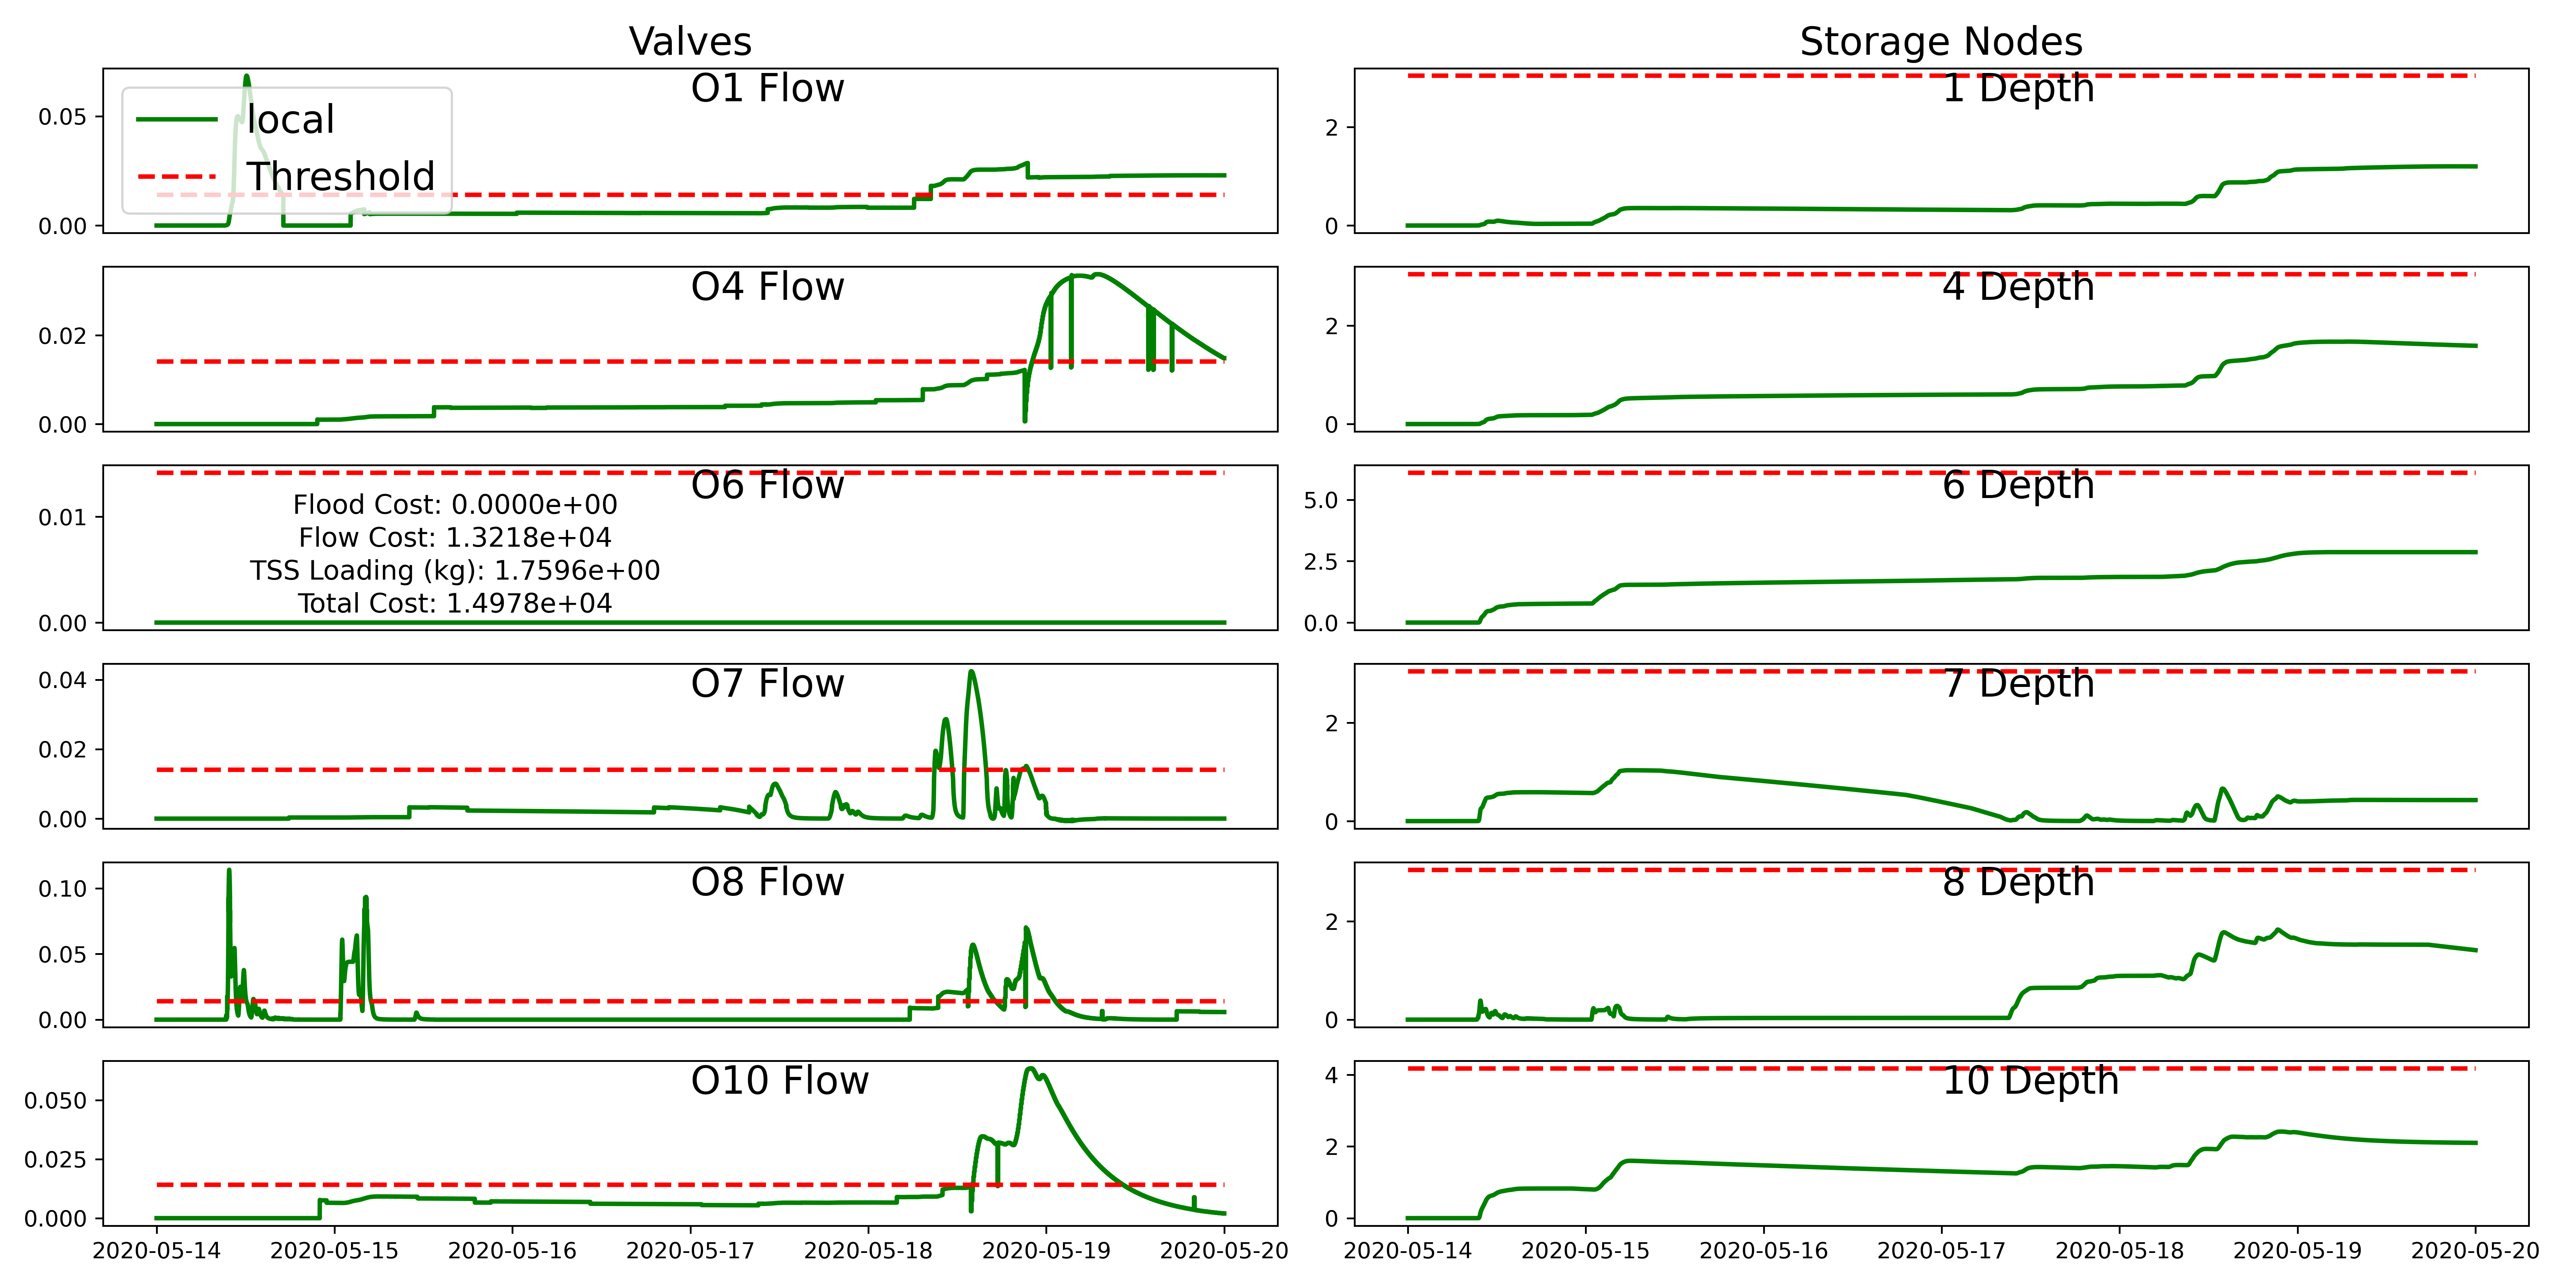 Valves
Storage Nodes
O1 Flow
local
Threshold
0.05
0.00
1 Depth
2
0
O4 Flow
0.02
0.00
4 Depth
2
0
O6 Flow
Flood Cost: 0.0000e+00
Flow Cost: 1.3218e+04
TSS Loading (kg): 1.7596e+00
Total Cost: 1.4978e+04
0.01
0.00
6 Depth
5.0
2.5
0.0
O7 Flow
0.04
0.02
0.00
7 Depth
2
0
O8 Flow
0.10
0.05
0.00
8 Depth
2
0
O10 Flow
0.050
0.025
0.000
2020-05-14 2020-05-15 2020-05-16 2020-05-17 2020-05-18 2020-05-19 2020-05-20
10 Depth
4
2
0
2020-05-14 2020-05-15 2020-05-16 2020-05-17 2020-05-18 2020-05-19 2020-05-20